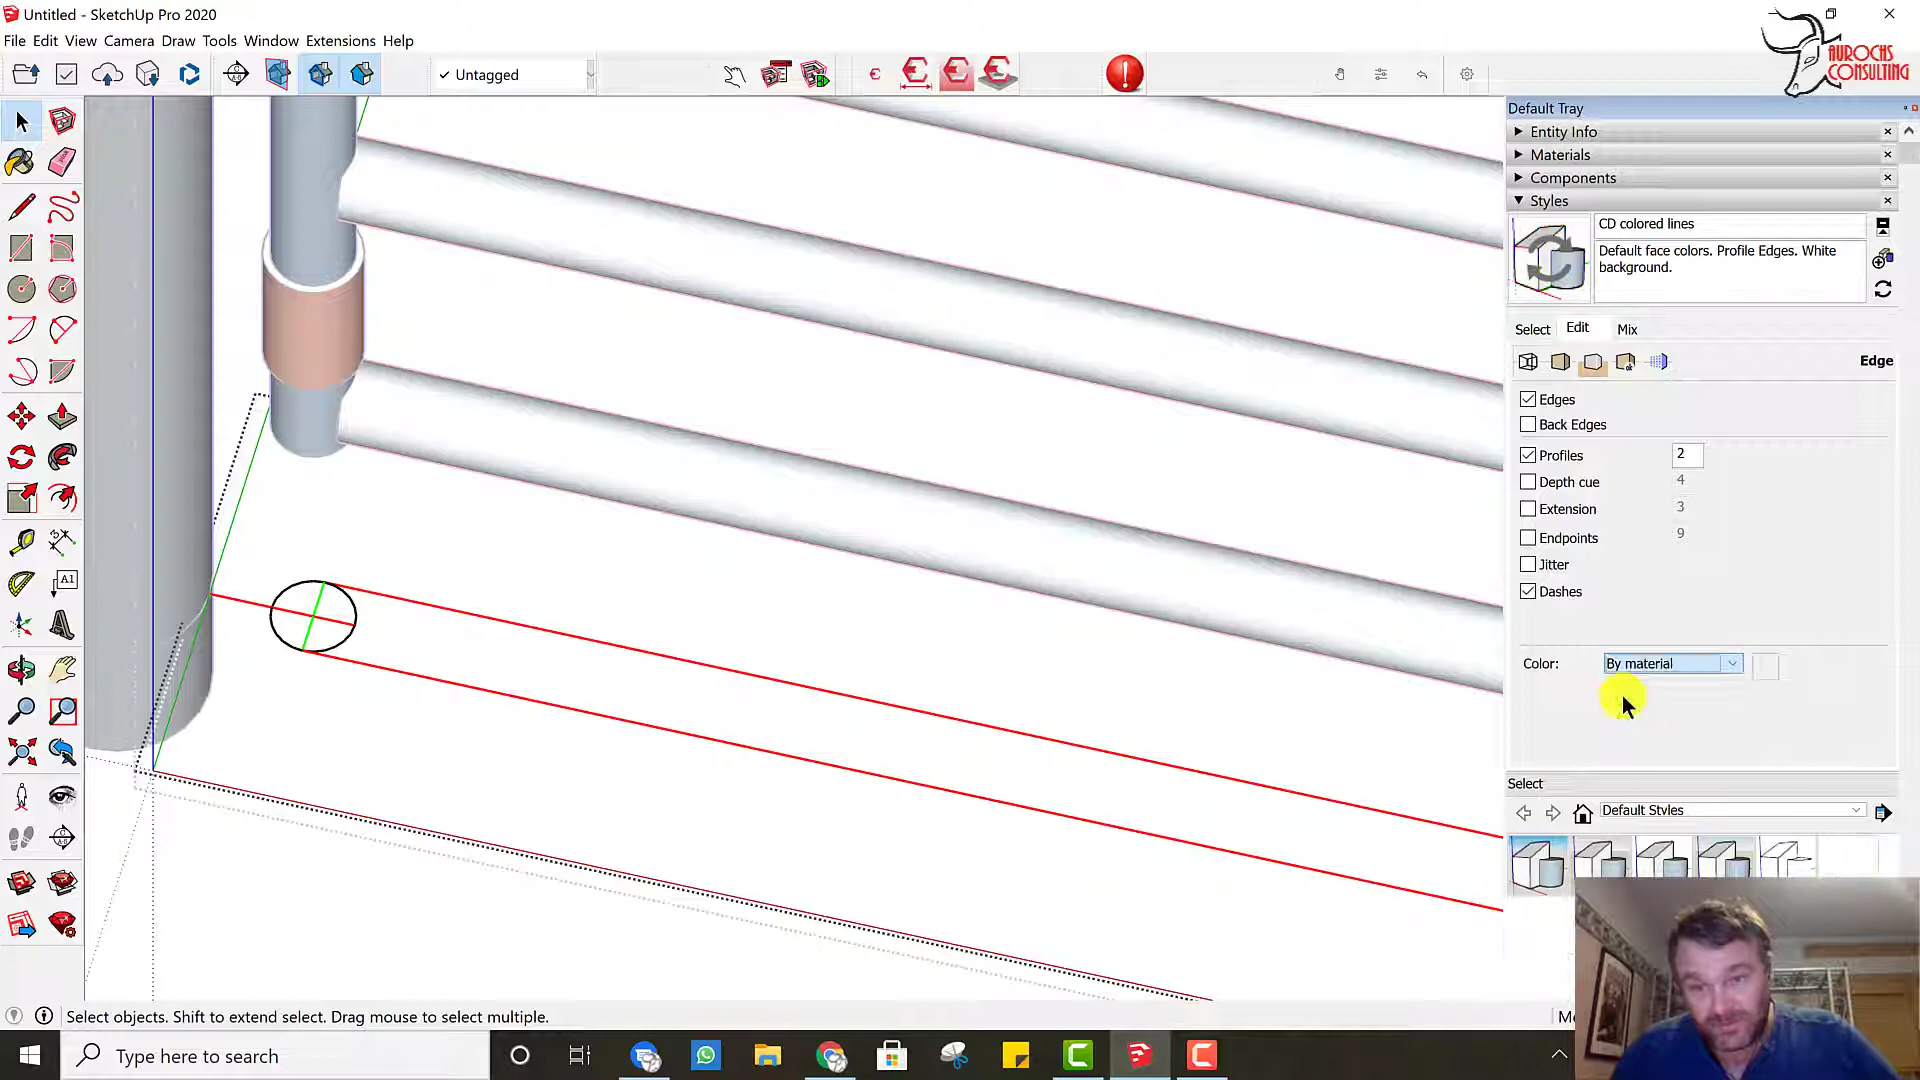 Untitled - SketchUp Pro 2020
File Edit View Camera Draw Tools Window Extensions Help
✓ Untagged
AUROCHS
CONSULTING
Default Tray
Entity Info
Materials
Components
Styles
CD colored lines
Default face colors. Profile Edges. White
background.
Select Edit Mix
Edge
Edges
Back Edges
Profiles 2
Depth cue 4
Extension 3
Endpoints 9
Jitter
Dashes
Color: By material
Select
Default Styles
A1
Select objects. Shift to extend select. Drag mouse to select multiple.
Type here to search